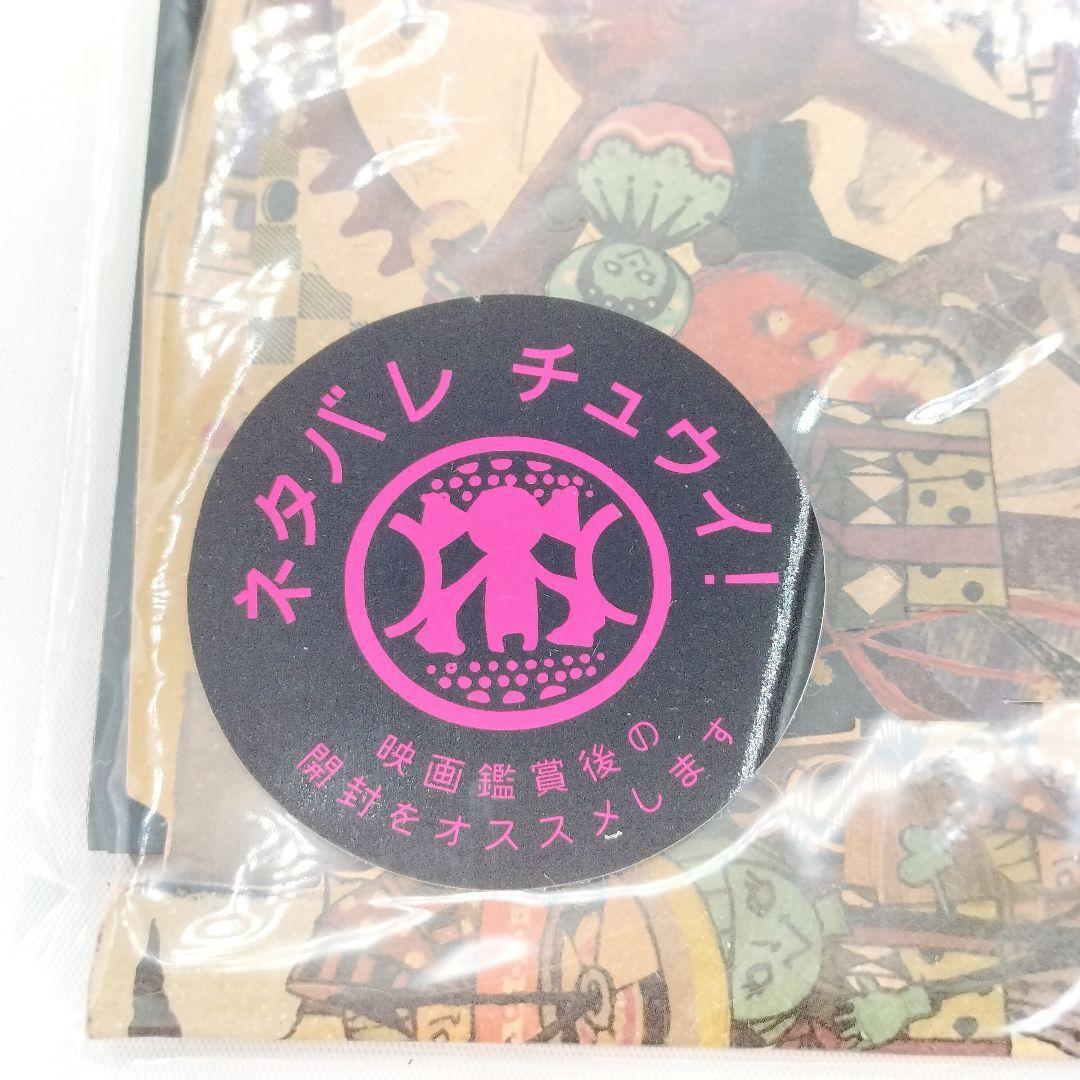 ネタバレ チュウイ!
映画鑑賞後の
開封をオススメします